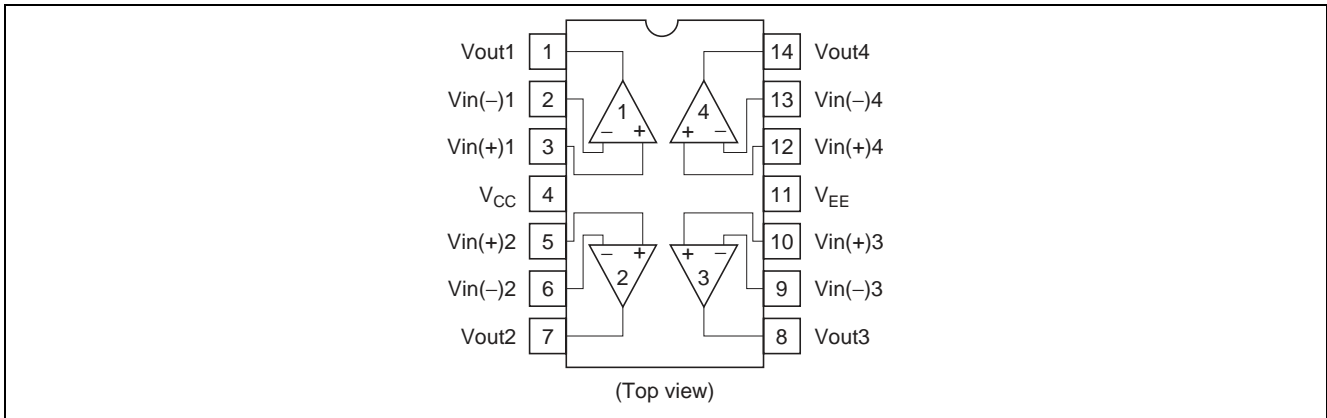 Vout1 1 14 Vout4
Vin(−)1 2 13 Vin(−)4
1 4
− + + −
Vin(+)1 3 12 Vin(+)4
VCC 4 11 VEE
Vin(+)2 5 10 Vin(+)3
− + + −
2 3
Vin(−)2 6 9 Vin(−)3
Vout2 7 8 Vout3
(Top view)